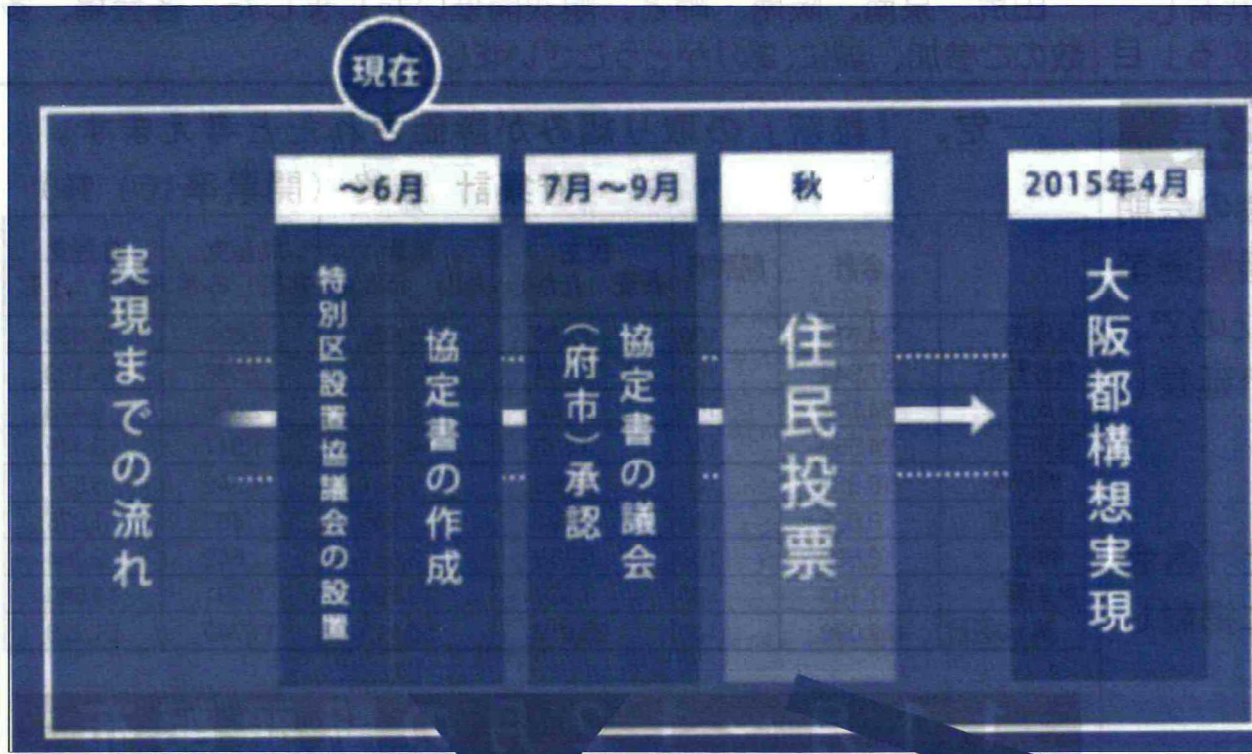 現在
実現までの流れ
～6月
特別区設置協議会の設置
協定書の作成
7月～9月
協定書の議会
（府市）承認
秋
住民投票
2015年4月
大阪都構想実現